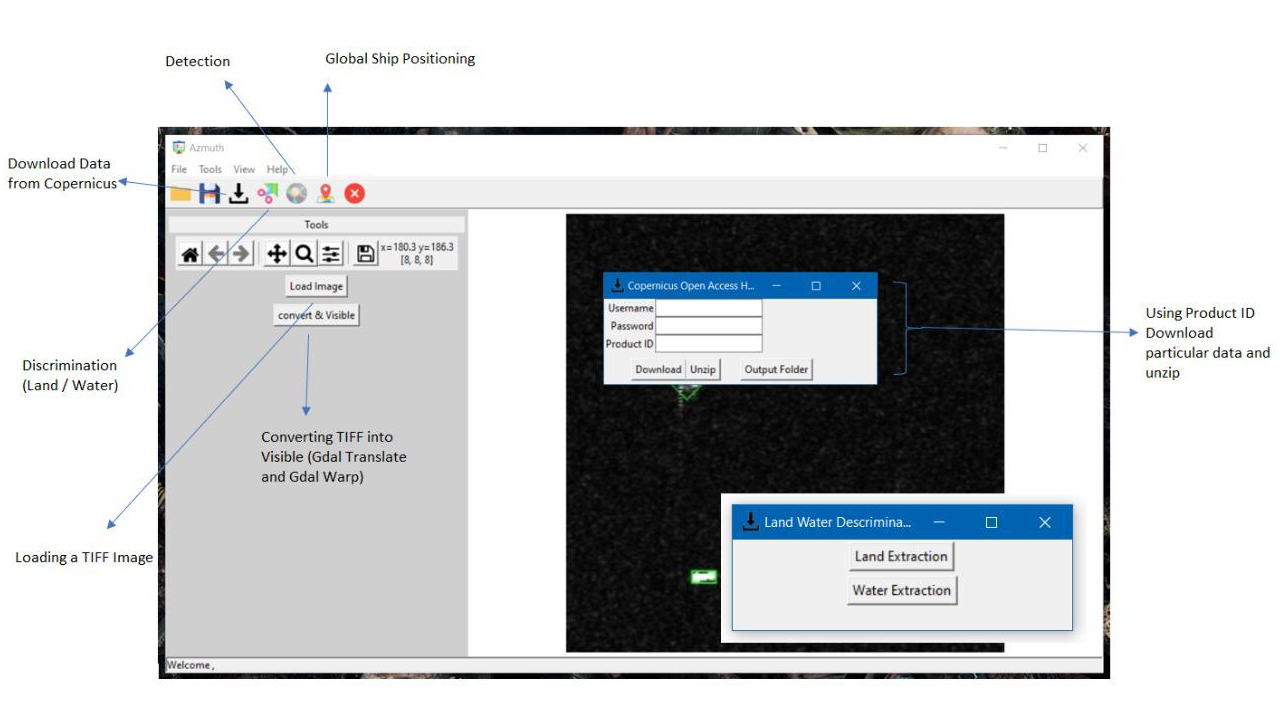 Detection
Global Ship Positioning
Download Data
from Copernicus
Azmuth
File Tools View Help
Tools
x=180.3 y=186.3
[8, 8, 8]
Load Image
convert & Visible
Copernicus Open Access H...
Username
Password
Product ID
Download Unzip Output Folder
Using Product ID
Download
particular data and
unzip
Discrimination
(Land / Water)
Converting TIFF into
Visible (Gdal Translate
and Gdal Warp)
Land Water Descrimina...
Land Extraction
Water Extraction
Loading a TIFF Image
Welcome ,